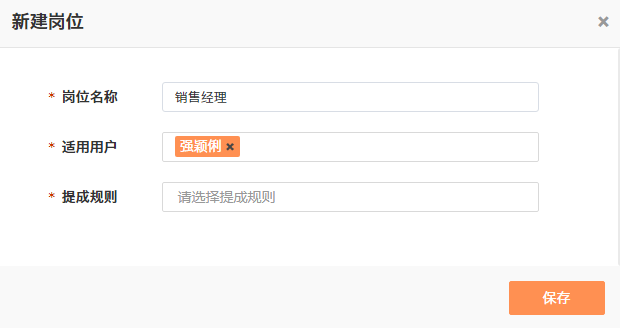 新建岗位 ×
* 岗位名称 销售经理
* 适用用户 强颖俐 ×
* 提成规则 请选择提成规则
保存